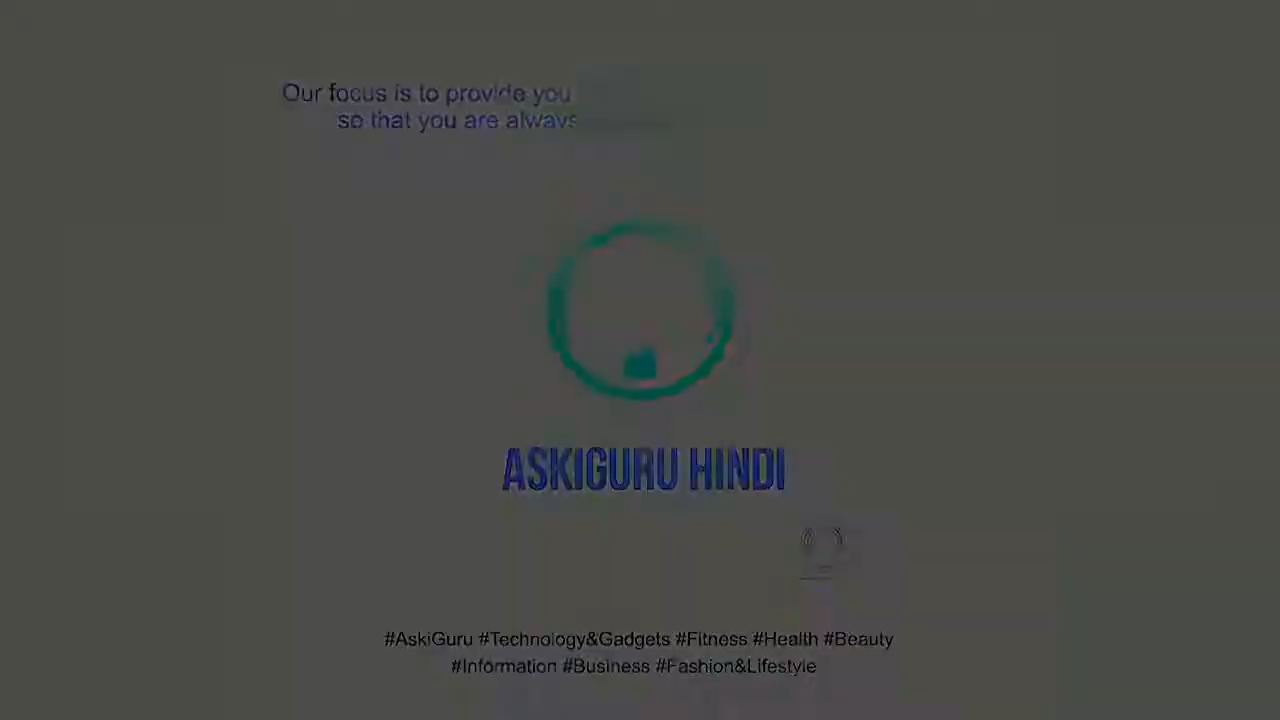 Our focus is to provide you
so that you are always
ASKIGURU HINDI
#AskiGuru #Technology&Gadgets #Fitness #Health #Beauty
#Information #Business #Fashion&Lifestyle